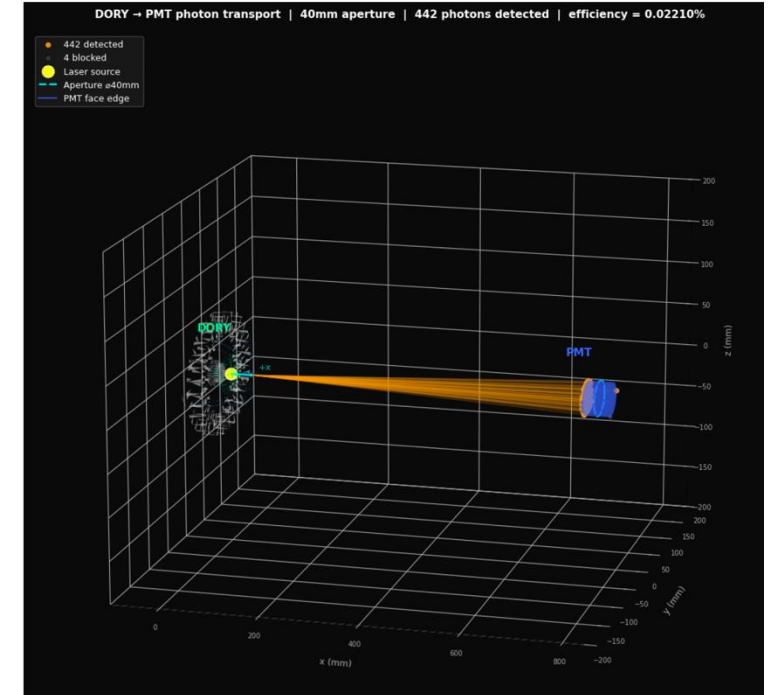 DORY → PMT photon transport | 40mm aperture | 442 photons detected | efficiency = 0.02210%
442 detected
4 blocked
Laser source
Aperture ⌀40mm
PMT face edge
DORY
+x
PMT
200
150
100
50
0
−50
−100
−150
−200
z (mm)
200
150
100
50
0
−50
−100
−150
−200
y (mm)
0
200
400
600
800
x (mm)